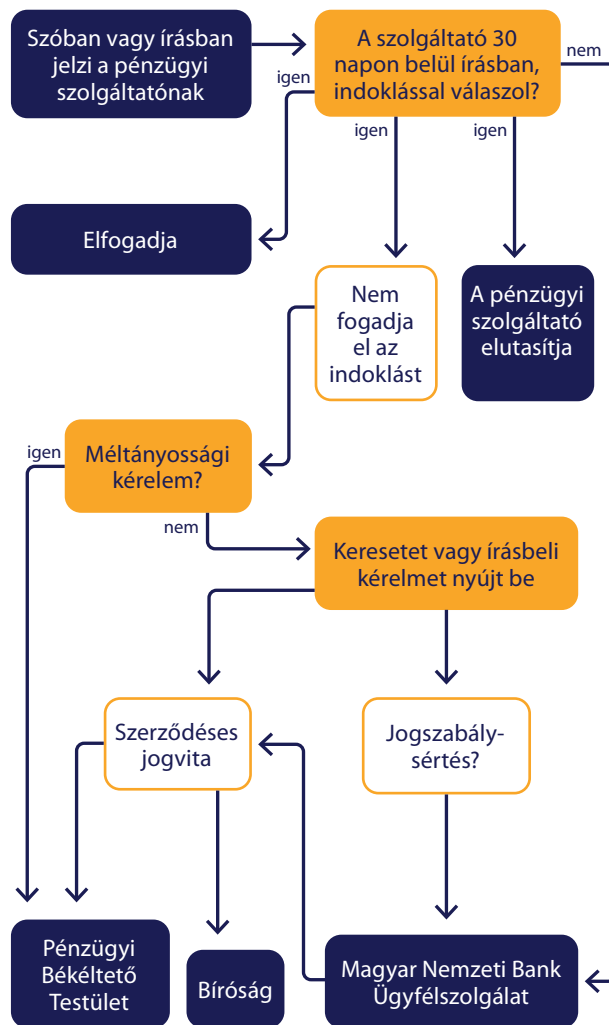 Szóban vagy írásban
jelzi a pénzügyi
szolgáltatónak
A szolgáltató 30
napon belül írásban,
indoklással válaszol?
nem
igen
igen
igen
Elfogadja
Nem
fogadja
el az
indoklást
A pénzügyi
szolgáltató
elutasítja
igen
Méltányossági
kérelem?
nem
Keresetet vagy írásbeli
kérelmet nyújt be
Szerződéses
jogvita
Jogszabály-
sértés?
Pénzügyi
Békéltető
Testület
Bíróság
Magyar Nemzeti Bank
Ügyfélszolgálat